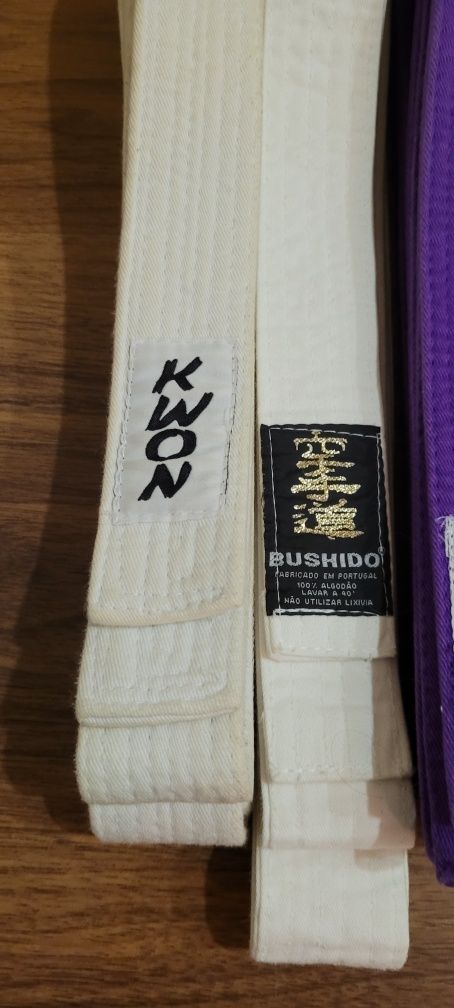 KWON
空手道
BUSHIDO®
FABRICADO EM PORTUGAL
100% ALGODÃO
LAVAR A 40°
NÃO UTILIZAR LIXIVIA